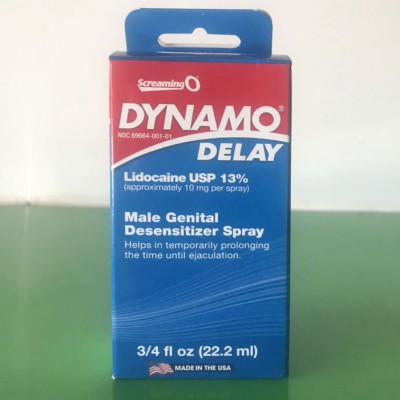 Screaming O
DYNAMO®
NDC 69664-001-01
DELAY
Lidocaine USP 13%
(approximately 10 mg per spray)
Male Genital
Desensitizer Spray
Helps in temporarily prolonging
the time until ejaculation.
3/4 fl oz (22.2 ml)
MADE IN THE USA